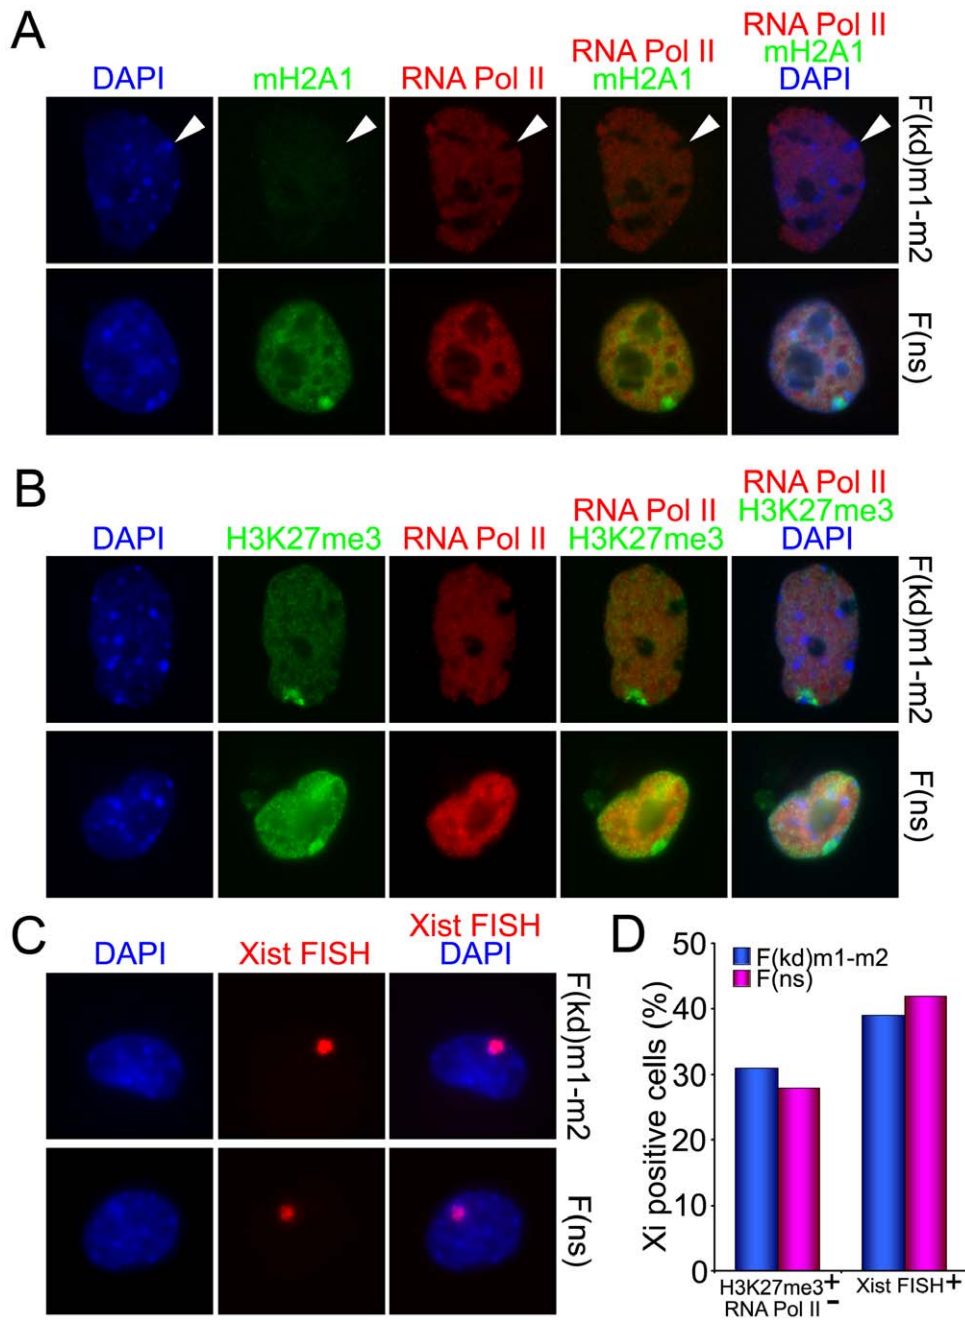 A
DAPI
mH2A1
RNA Pol II
RNA Pol II
mH2A1
RNA Pol II
mH2A1
DAPI
F(kd)m1-m2
F(ns)
B
DAPI
H3K27me3
RNA Pol II
RNA Pol II
H3K27me3
RNA Pol II
H3K27me3
DAPI
F(kd)m1-m2
F(ns)
C
DAPI
Xist FISH
Xist FISH
DAPI
F(kd)m1-m2
F(ns)
D
Xi positive cells (%)
50
40
30
20
10
0
F(kd)m1-m2
F(ns)
H3K27me3+
RNA Pol II -
Xist FISH+